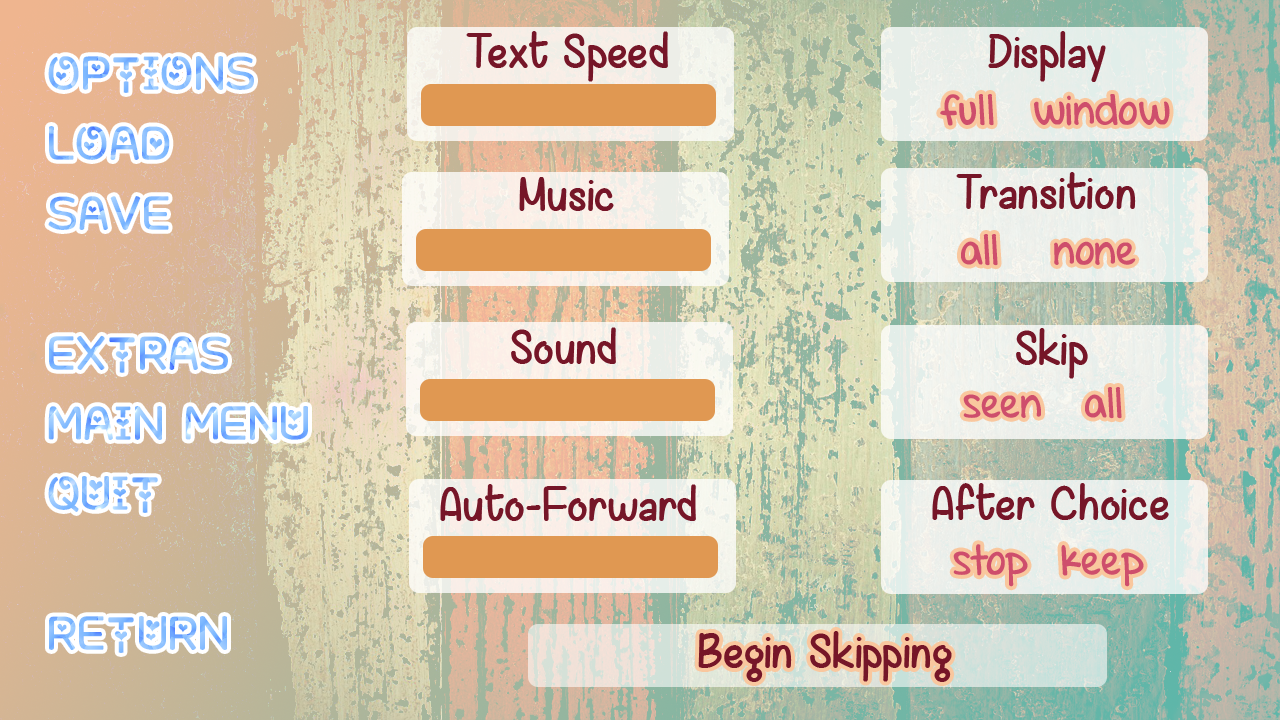 OPTIONS
LOAD
SAVE
EXTRAS
MAIN MENU
QUIT
RETURN
Text Speed
Music
Sound
Auto-Forward
Display
full window
Transition
all none
Skip
seen all
After Choice
stop keep
Begin Skipping